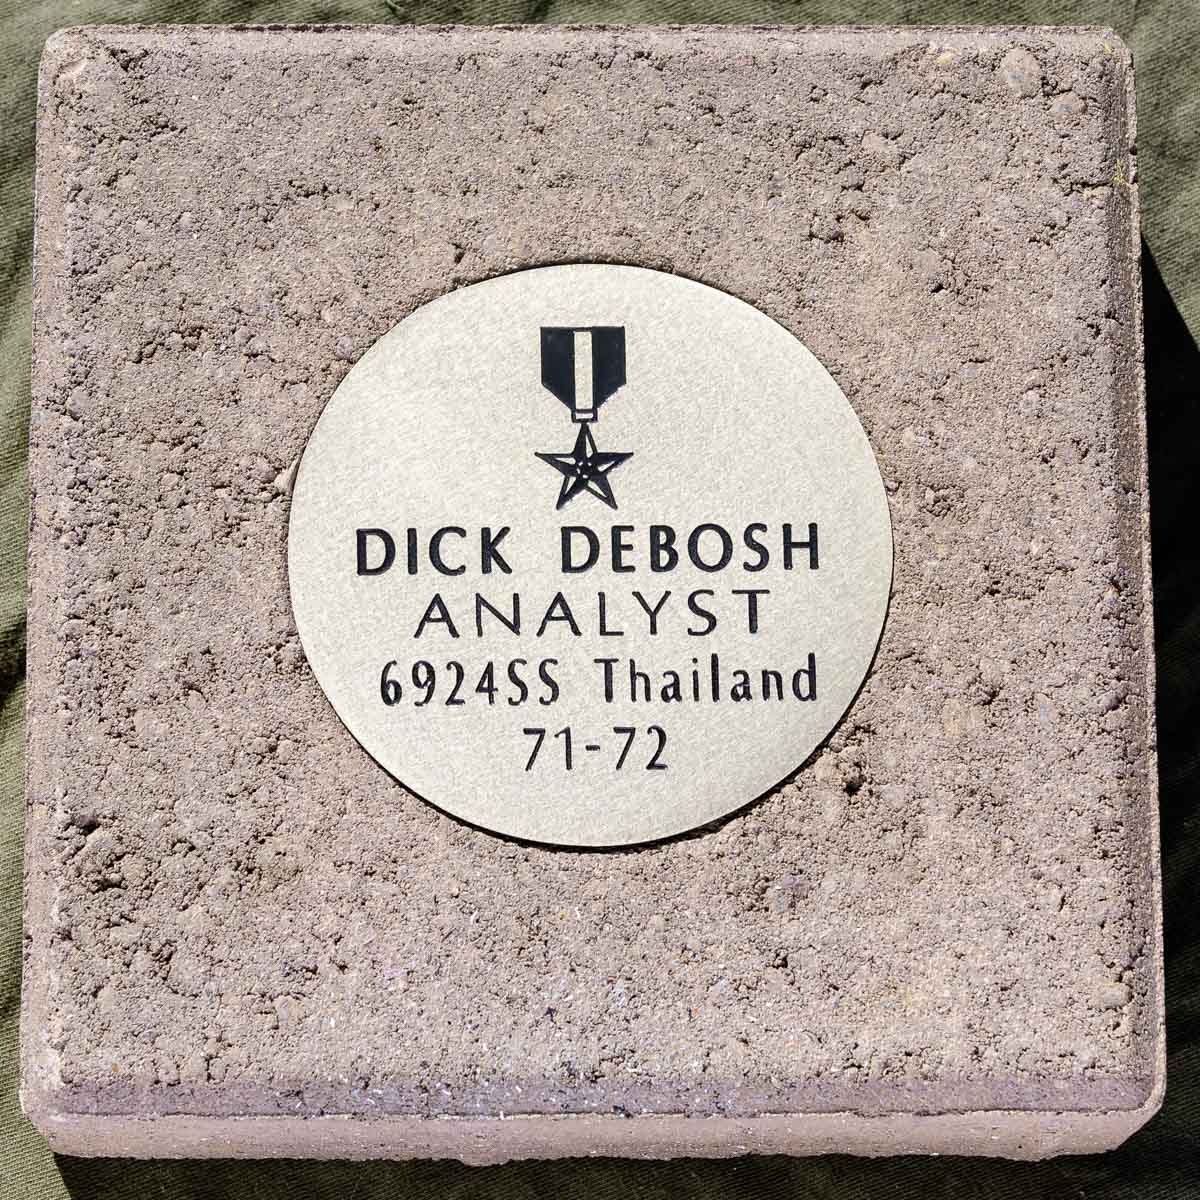 DICK DEBOSH
ANALYST
6924SS Thailand
71-72